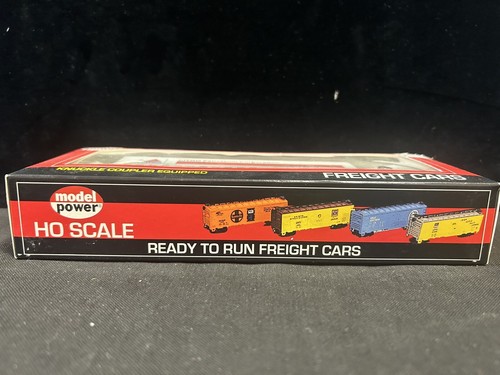 KNUCKLE COUPLER EQUIPPED
FREIGHT CARS
model
power
HO SCALE
READY TO RUN FREIGHT CARS